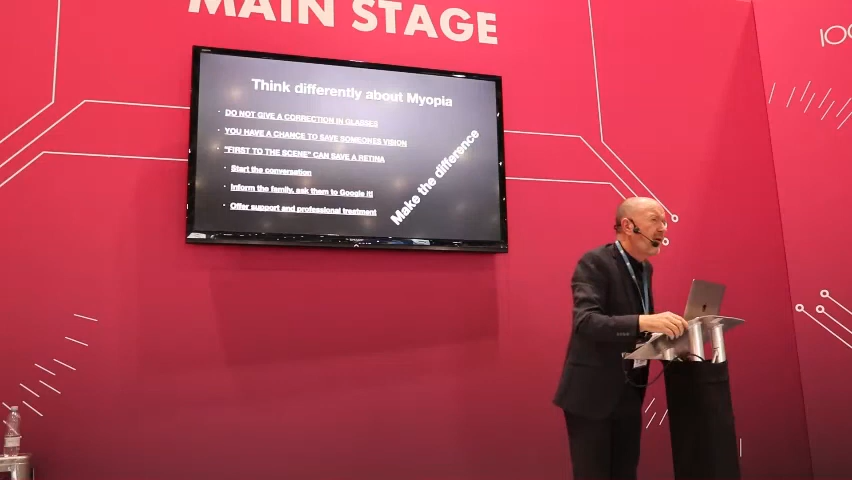 MAIN STAGE
100
Think differently about Myopia
DO NOT GIVE A CORRECTION IN GLASSES
YOU HAVE A CHANCE TO SAVE SOMEONES VISION
"FIRST TO THE SCENE" CAN SAVE A RETINA
Start the conversation
Inform the family, ask them to Google it!
Offer support and professional treatment
Make the difference